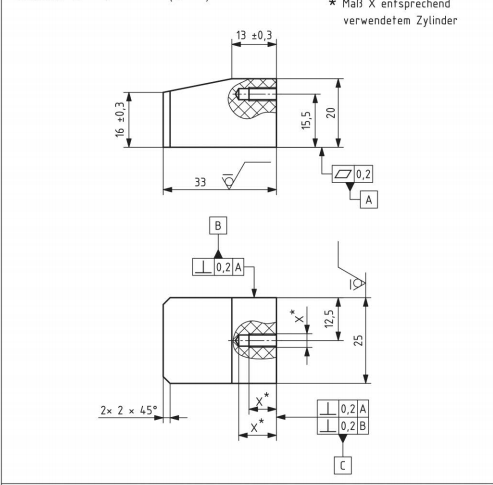 * Maß X entsprechend
verwendetem Zylinder
13 ±0,3
16 ±0,3
15,5
20
33
0,2
A
B
0,2 A
X*
12,5
25
2× 2 × 45°
X*
X*
0,2 A
0,2 B
C